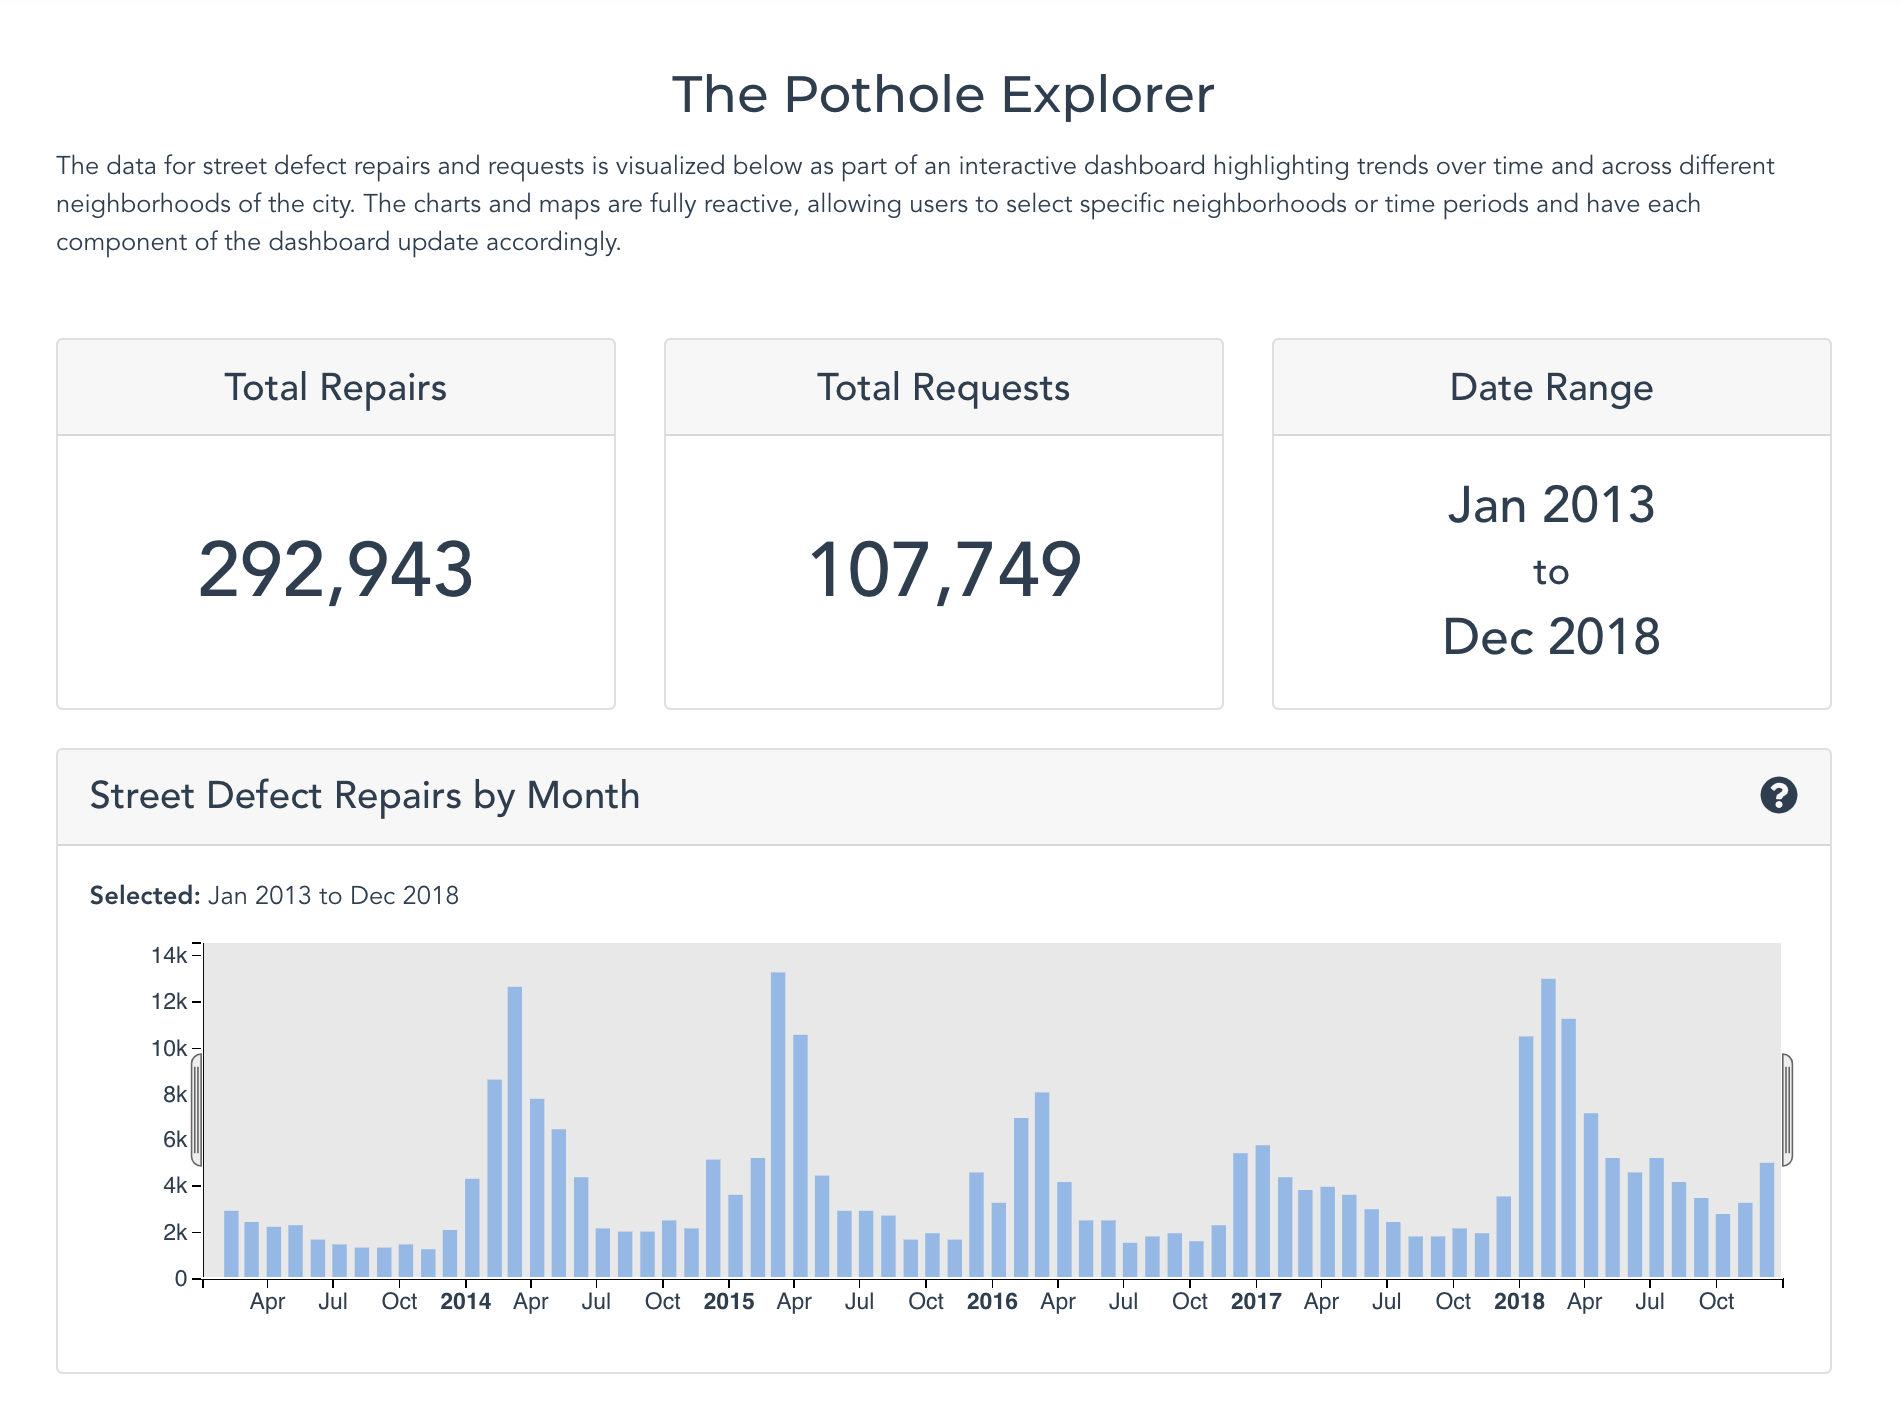 The Pothole Explorer
The data for street defect repairs and requests is visualized below as part of an interactive dashboard highlighting trends over time and across different
neighborhoods of the city. The charts and maps are fully reactive, allowing users to select specific neighborhoods or time periods and have each
component of the dashboard update accordingly.
Total Repairs
292,943
Total Requests
107,749
Date Range
Jan 2013
to
Dec 2018
Street Defect Repairs by Month
?
Selected: Jan 2013 to Dec 2018
14k
12k
10k
8k
6k
4k
2k
0
Apr Jul Oct 2014 Apr Jul Oct 2015 Apr Jul Oct 2016 Apr Jul Oct 2017 Apr Jul Oct 2018 Apr Jul Oct